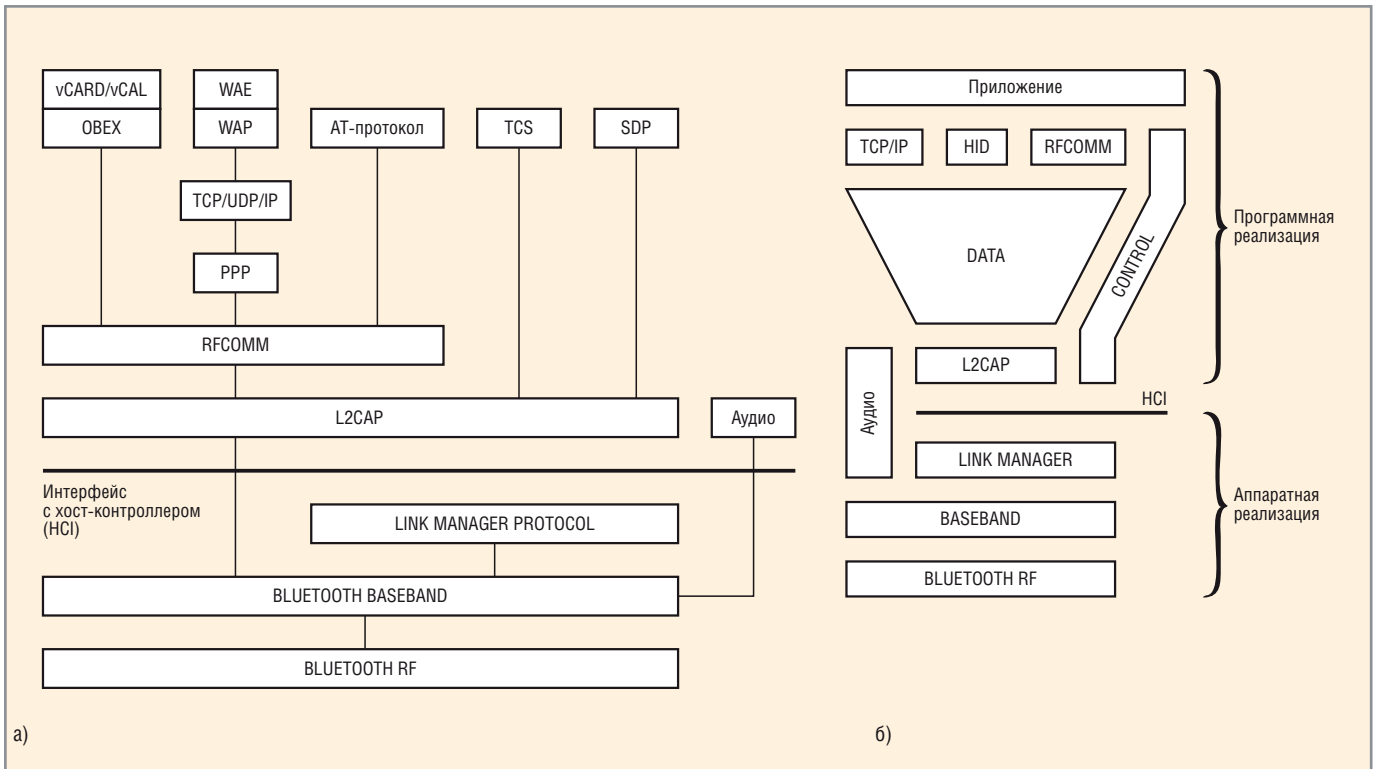 vCARD/vCAL
OBEX
WAE
WAP
AT-протокол
TCS
SDP
TCP/UDP/IP
PPP
RFCOMM
L2CAP
Аудио
Интерфейс
с хост-контроллером
(HCI)
LINK MANAGER PROTOCOL
BLUETOOTH BASEBAND
BLUETOOTH RF
а)
Приложение
TCP/IP
HID
RFCOMM
DATA
CONTROL
Программная
реализация
L2CAP
Аудио
HCI
LINK MANAGER
BASEBAND
BLUETOOTH RF
Аппаратная
реализация
б)